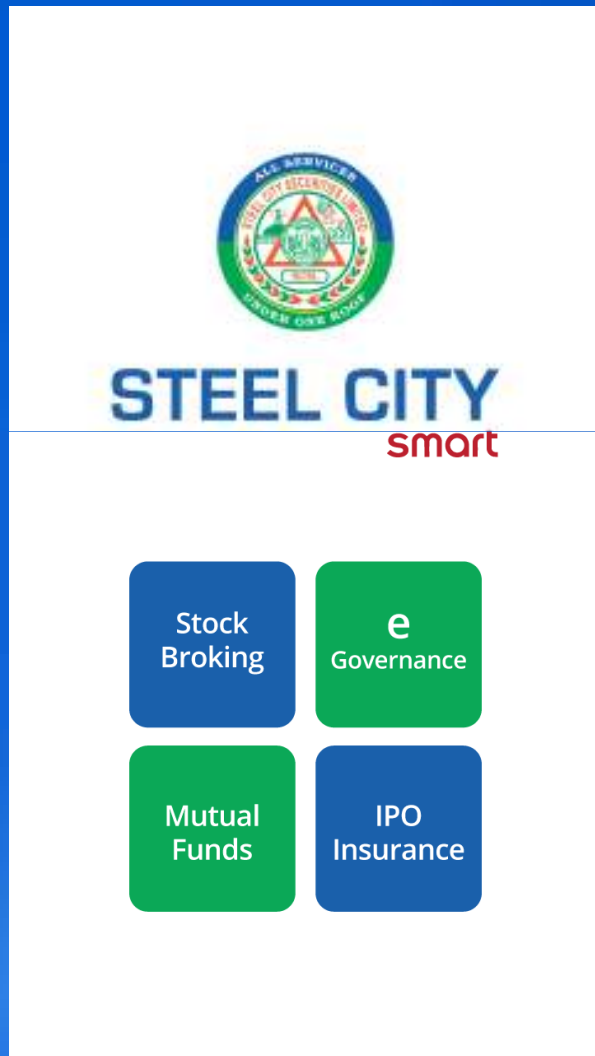 ALL SERVICES
STEEL CITY SECURITIES LIMITED
UNDER ONE ROOF
STEEL CITY
smart
Stock
Broking
e
Governance
Mutual
Funds
IPO
Insurance